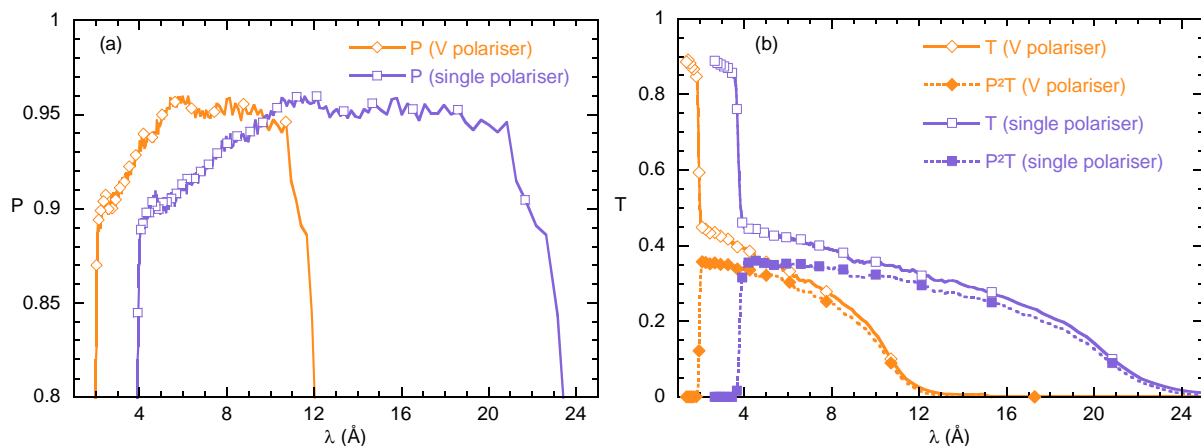 (a)
P (V polariser)
P (single polariser)
1
0.95
0.9
0.85
0.8
P
4 8 12 16 20 24
λ (Å)
(b)
T (V polariser)
P²T (V polariser)
T (single polariser)
P²T (single polariser)
1
0.8
0.6
0.4
0.2
0
T
4 8 12 16 20 24
λ (Å)